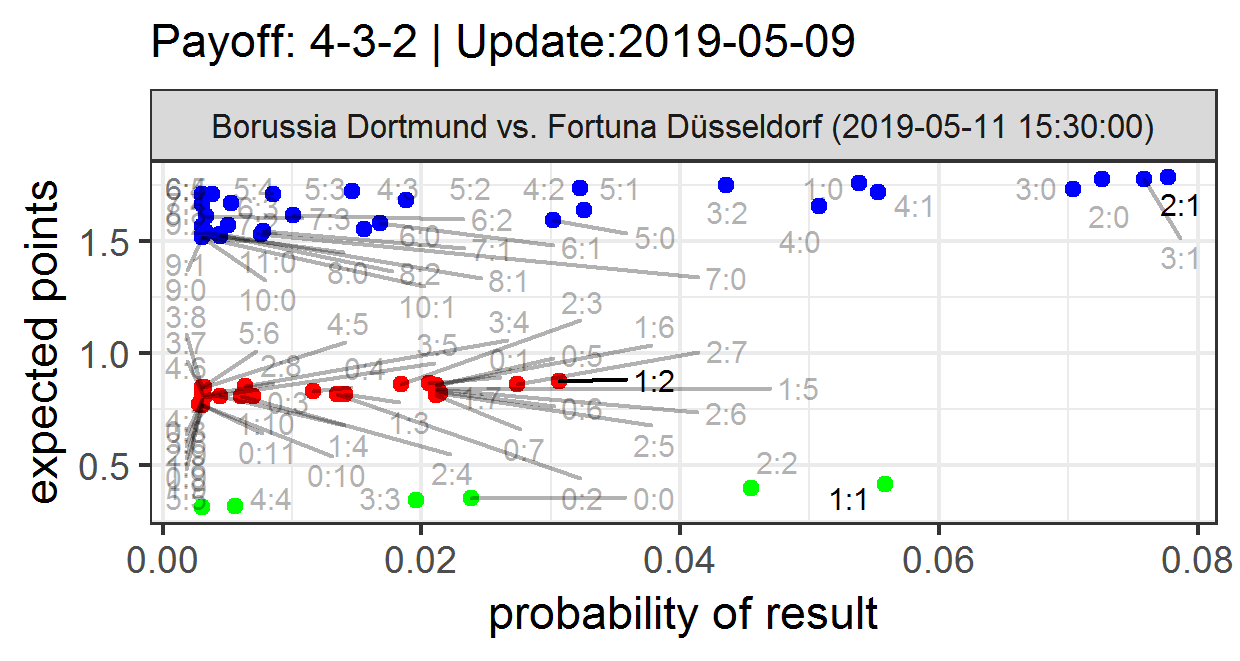 Payoff: 4-3-2 | Update:2019-05-09
Borussia Dortmund vs. Fortuna Düsseldorf (2019-05-11 15:30:00)
expected points
1.5
1.0
0.5
5:4 5:3 4:3 5:2 4:2 5:1 1:0 3:0
7:3 6:2 3:2 4:1 2:0 2:1
6:0 7:1 6:1 5:0 4:0 3:1
9:1 11:0 8:0 8:2 8:1 7:0
9:0 10:0 10:1
3:8 2:3
5:6 4:5 3:4 1:6
3:7 3:5 0:1 0:5 2:7
4:6 2:8 0:4 1:2 1:5
0:3 1:7 0:6 2:6
1:10 1:3
0:11 1:4 0:7 2:5
0:10 2:4 2:2
5:5 4:4 3:3 0:2 0:0 1:1
0.00 0.02 0.04 0.06 0.08
probability of result